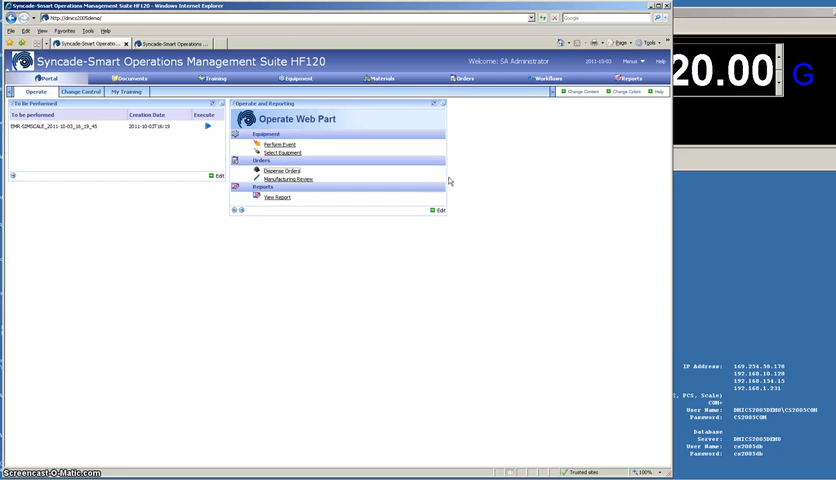 Syncade-Smart Operations Management Suite HF120 - Windows Internet Explorer
http://dmics2005demo/
Google
File Edit View Favorites Tools Help
Syncade-Smart Operatio... Syncade-Smart Operations ...
Page Tools
Syncade-Smart Operations Management Suite HF120
Welcome: SA Administrator 2011-10-03 Menus Help
Portal Documents Training Equipment Materials Orders Workflows Reports
Operate Change Control My Training
Change Content Change Colors Help
To Be Performed
To be performed Creation Date Execute
EMR-SIMSCALE_2011-10-03_16_19_45 2011-10-03T16:19
Edit
Operate and Reporting
Operate Web Part
Equipment
Perform Event
Select Equipment
Orders
Dispense Orders
Manufacturing Review
Reports
View Report
Edit
20.00 G
IP Address: 169.254.50.178
192.168.10.120
192.168.154.15
192.168.1.231
, PCS, Scale)
COM+
User Name: DMICS2005DEMO\CS2005COM
Password: CS2005COM
Database
Server: DMICS2005DEMO
User Name: cs2005db
Password: cs2005db
Trusted sites
100%
Screencast-O-Matic.com